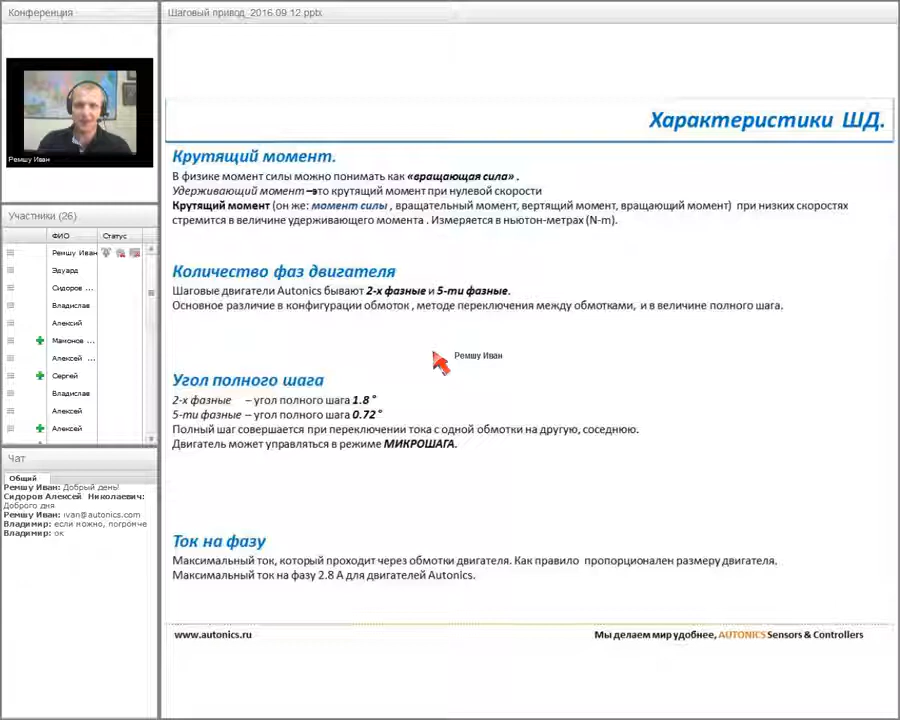 Конференция
Шаговый привод_2016 09 12.pptx
Ремшу Иван
Участники (26)
ФИО Статус
Ремшу Иван
Эдуард
Сидоров ...
Владислав
Алексий
Мамонов ...
Алексей ...
Сергей
Владислав
Алексей
Алексей
Чат
Общий
Ремшу Иван: Добрый день!
Сидоров Алексей Николаевич:
Доброго дня
Ремшу Иван: ivan@autonics.com
Владимир: если можно, погромче
Владимир: ок
Характеристики ШД.
Крутящий момент.
В физике момент силы можно понимать как «вращающая сила» .
Удерживающий момент –это крутящий момент при нулевой скорости
Крутящий момент (он же: момент силы , вращательный момент, вертящий момент, вращающий момент) при низких скоростях
стремится в величине удерживающего момента . Измеряется в ньютон-метрах (N-m).
Количество фаз двигателя
Шаговые двигатели Autonics бывают 2-х фазные и 5-ти фазные.
Основное различие в конфигурации обмоток , методе переключения между обмотками, и в величине полного шага.
Ремшу Иван
Угол полного шага
2-х фазные – угол полного шага 1.8 °
5-ти фазные – угол полного шага 0.72 °
Полный шаг совершается при переключении тока с одной обмотки на другую, соседнюю.
Двигатель может управляться в режиме МИКРОШАГА.
Ток на фазу
Максимальный ток, который проходит через обмотки двигателя. Как правило пропорционален размеру двигателя.
Максимальный ток на фазу 2.8 А для двигателей Autonics.
www.autonics.ru
Мы делаем мир удобнее, AUTONICS Sensors & Controllers